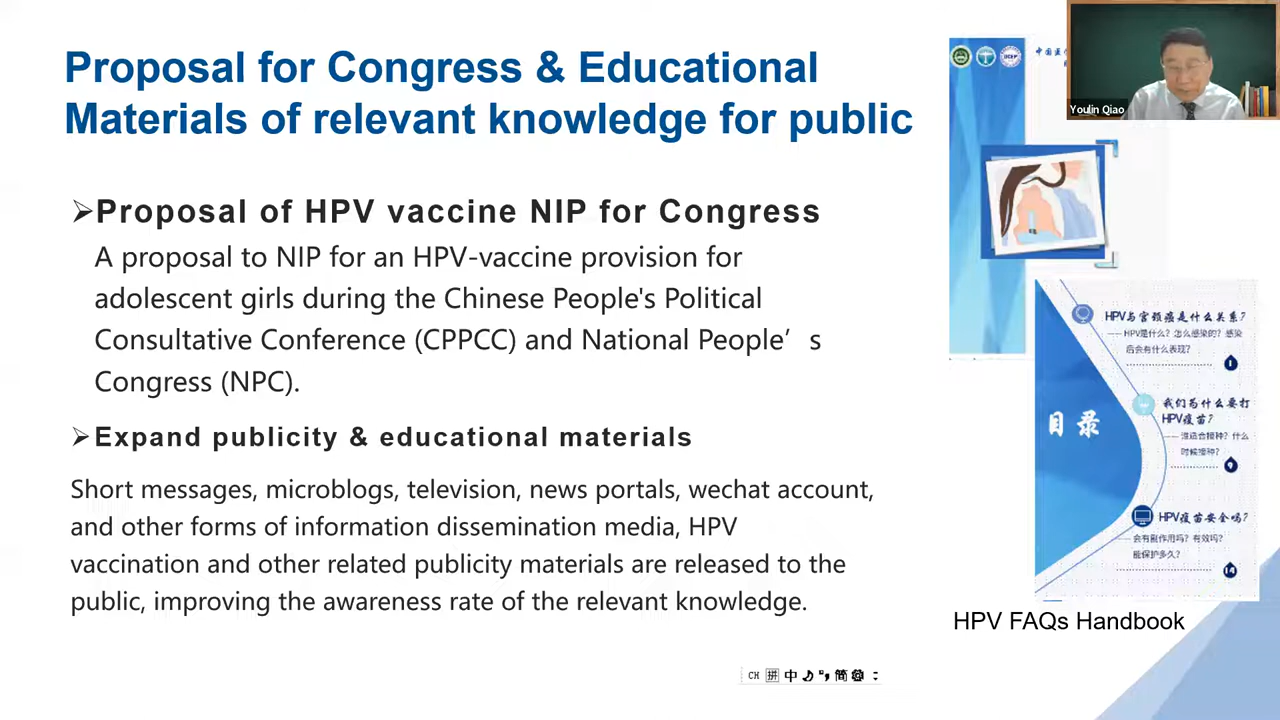 Proposal for Congress & Educational
Materials of relevant knowledge for public
➢Proposal of HPV vaccine NIP for Congress
A proposal to NIP for an HPV-vaccine provision for
adolescent girls during the Chinese People's Political
Consultative Conference (CPPCC) and National People’ s
Congress (NPC).
➢Expand publicity & educational materials
Short messages, microblogs, television, news portals, wechat account,
and other forms of information dissemination media, HPV
vaccination and other related publicity materials are released to the
public, improving the awareness rate of the relevant knowledge.
Youlin Qiao
中国医
目录
HPV与宫颈癌是什么关系?
—— HPV是什么? 怎么感染的? 感染
后会有什么表现?
1
我们为什么要打
HPV疫苗?
—— 谁适合接种? 什么
时候接种?
9
HPV疫苗安全吗?
—— 会有副作用吗? 有效吗?
能保护多久?
14
HPV FAQs Handbook
CH 拼 中 简